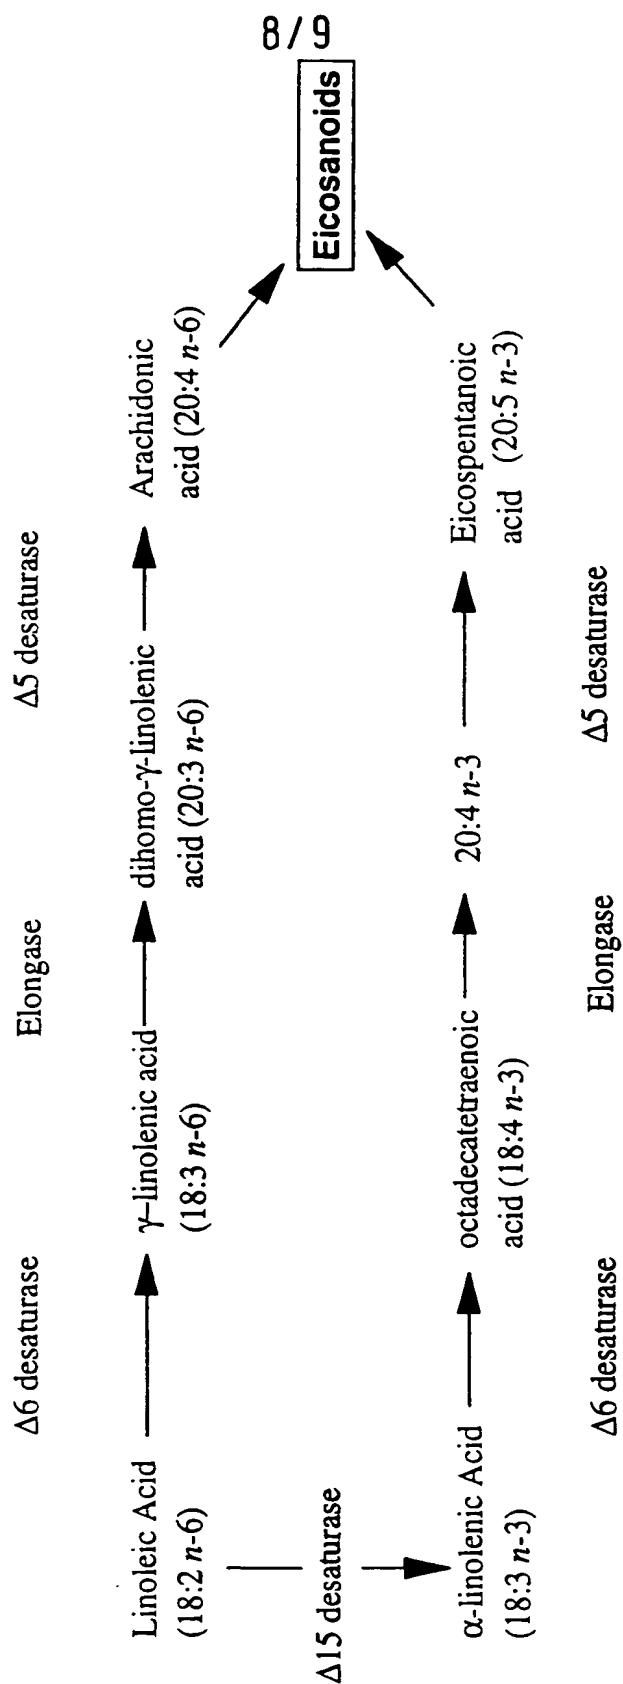 8/9
Δ6 desaturase
Elongase
Δ5 desaturase
Linoleic Acid
(18:2 n-6)
γ–linolenic acid
(18:3 n-6)
dihomo-γ-linolenic
acid (20:3 n-6)
Arachidonic
acid (20:4 n-6)
Δ15 desaturase
Eicosanoids
α-linolenic Acid
(18:3 n-3)
octadecatetraenoic
acid (18:4 n-3)
20:4 n-3
Eicospentanoic
acid (20:5 n-3)
Δ6 desaturase
Elongase
Δ5 desaturase